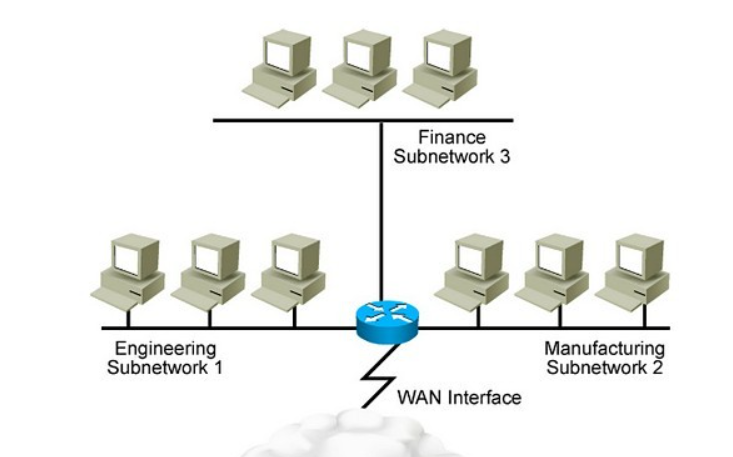 Finance
Subnetwork 3
Engineering
Subnetwork 1
Manufacturing
Subnetwork 2
WAN Interface